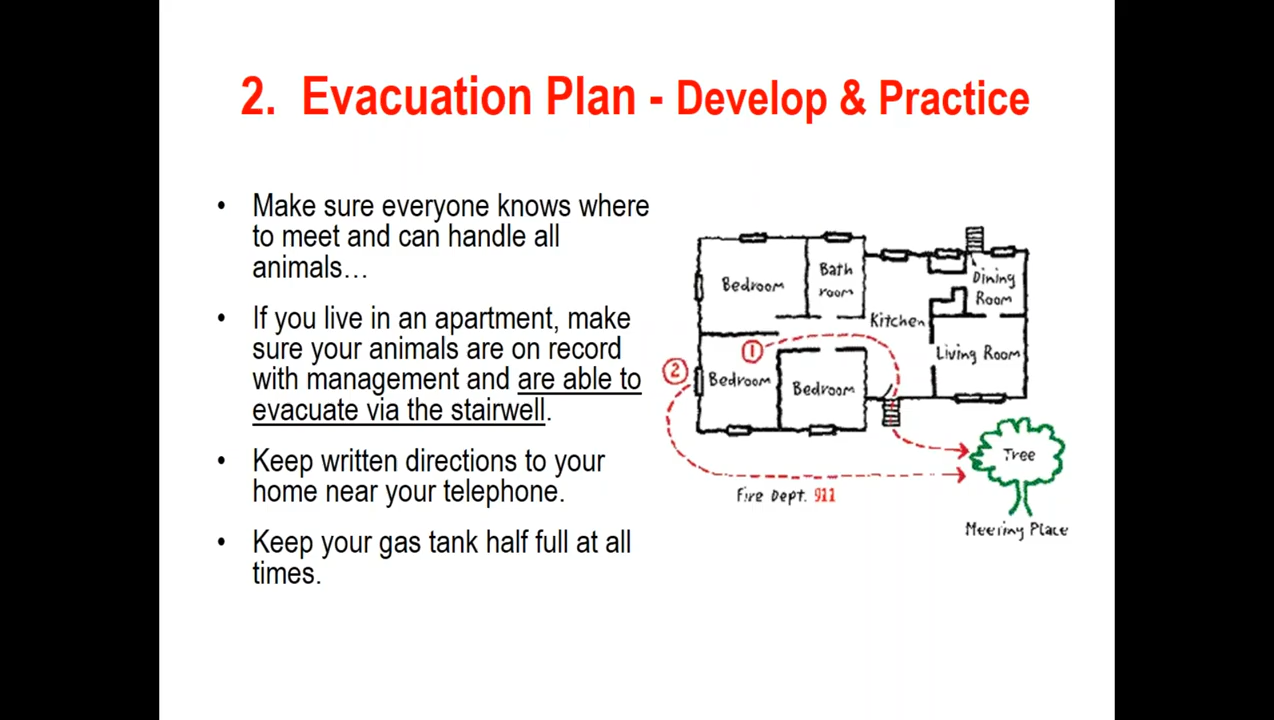 2. Evacuation Plan - Develop & Practice
• Make sure everyone knows where
to meet and can handle all
animals…
• If you live in an apartment, make
sure your animals are on record
with management and are able to
evacuate via the stairwell.
• Keep written directions to your
home near your telephone.
• Keep your gas tank half full at all
times.
Bedroom
Bath
room
Kitchen
Dining
Room
Living Room
1
2
Bedroom
Bedroom
Tree
Fire Dept. 911
Meeting Place